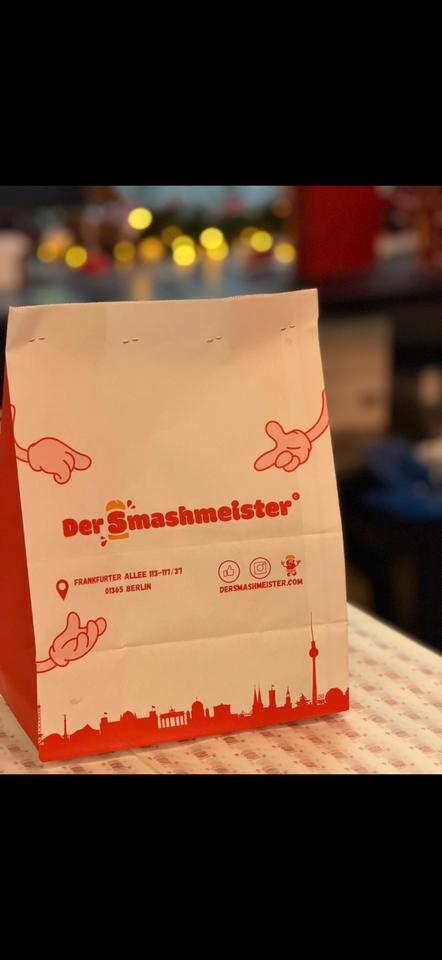 Der Smashmeister®
FRANKFURTER ALLEE 113-117/37
01365 BERLIN
DERSMASHMEISTER.COM